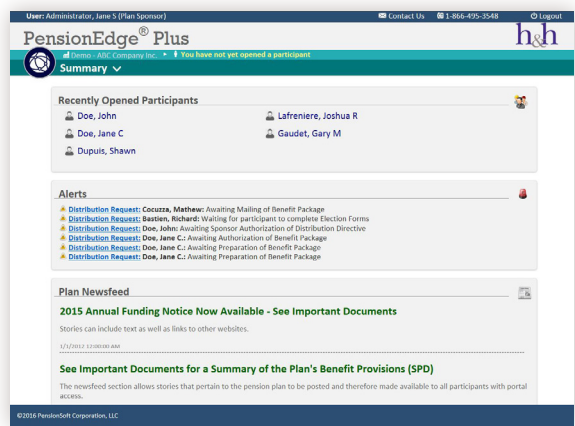 User: Administrator, Jane S (Plan Sponsor) Contact Us 1-866-495-3548 Logout
PensionEdge® Plus
h&h
Demo - ABC Company Inc. You have not yet opened a participant
Summary
Recently Opened Participants
Doe, John Lafreniere, Joshua R
Doe, Jane C Gaudet, Gary M
Dupuis, Shawn
Alerts
Distribution Request: Cocuzza, Mathew: Awaiting Mailing of Benefit Package
Distribution Request: Bastien, Richard: Waiting for participant to complete Election Forms
Distribution Request: Doe, John: Awaiting Sponsor Authorization of Distribution Directive
Distribution Request: Doe, Jane C.: Awaiting Authorization of Benefit Package
Distribution Request: Doe, Jane C.: Awaiting Preparation of Benefit Package
Distribution Request: Doe, Jane C.: Awaiting Preparation of Benefit Package
Plan Newsfeed
2015 Annual Funding Notice Now Available - See Important Documents
Stories can include text as well as links to other websites.
1/1/2012 12:00:00 AM
See Important Documents for a Summary of the Plan's Benefit Provisions (SPD)
The newsfeed section allows stories that pertain to the pension plan to be posted and therefore made available to all participants with portal
access.
©2016 PensionSoft Corporation, LLC